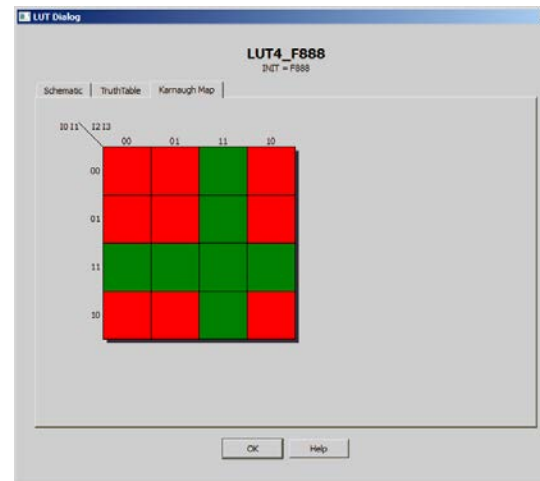 LUT Dialog
LUT4_F888
INIT = F888
Schematic TruthTable Karnaugh Map
I0 I1 I2 I3
00 01 11 10
00
01
11
10
OK Help